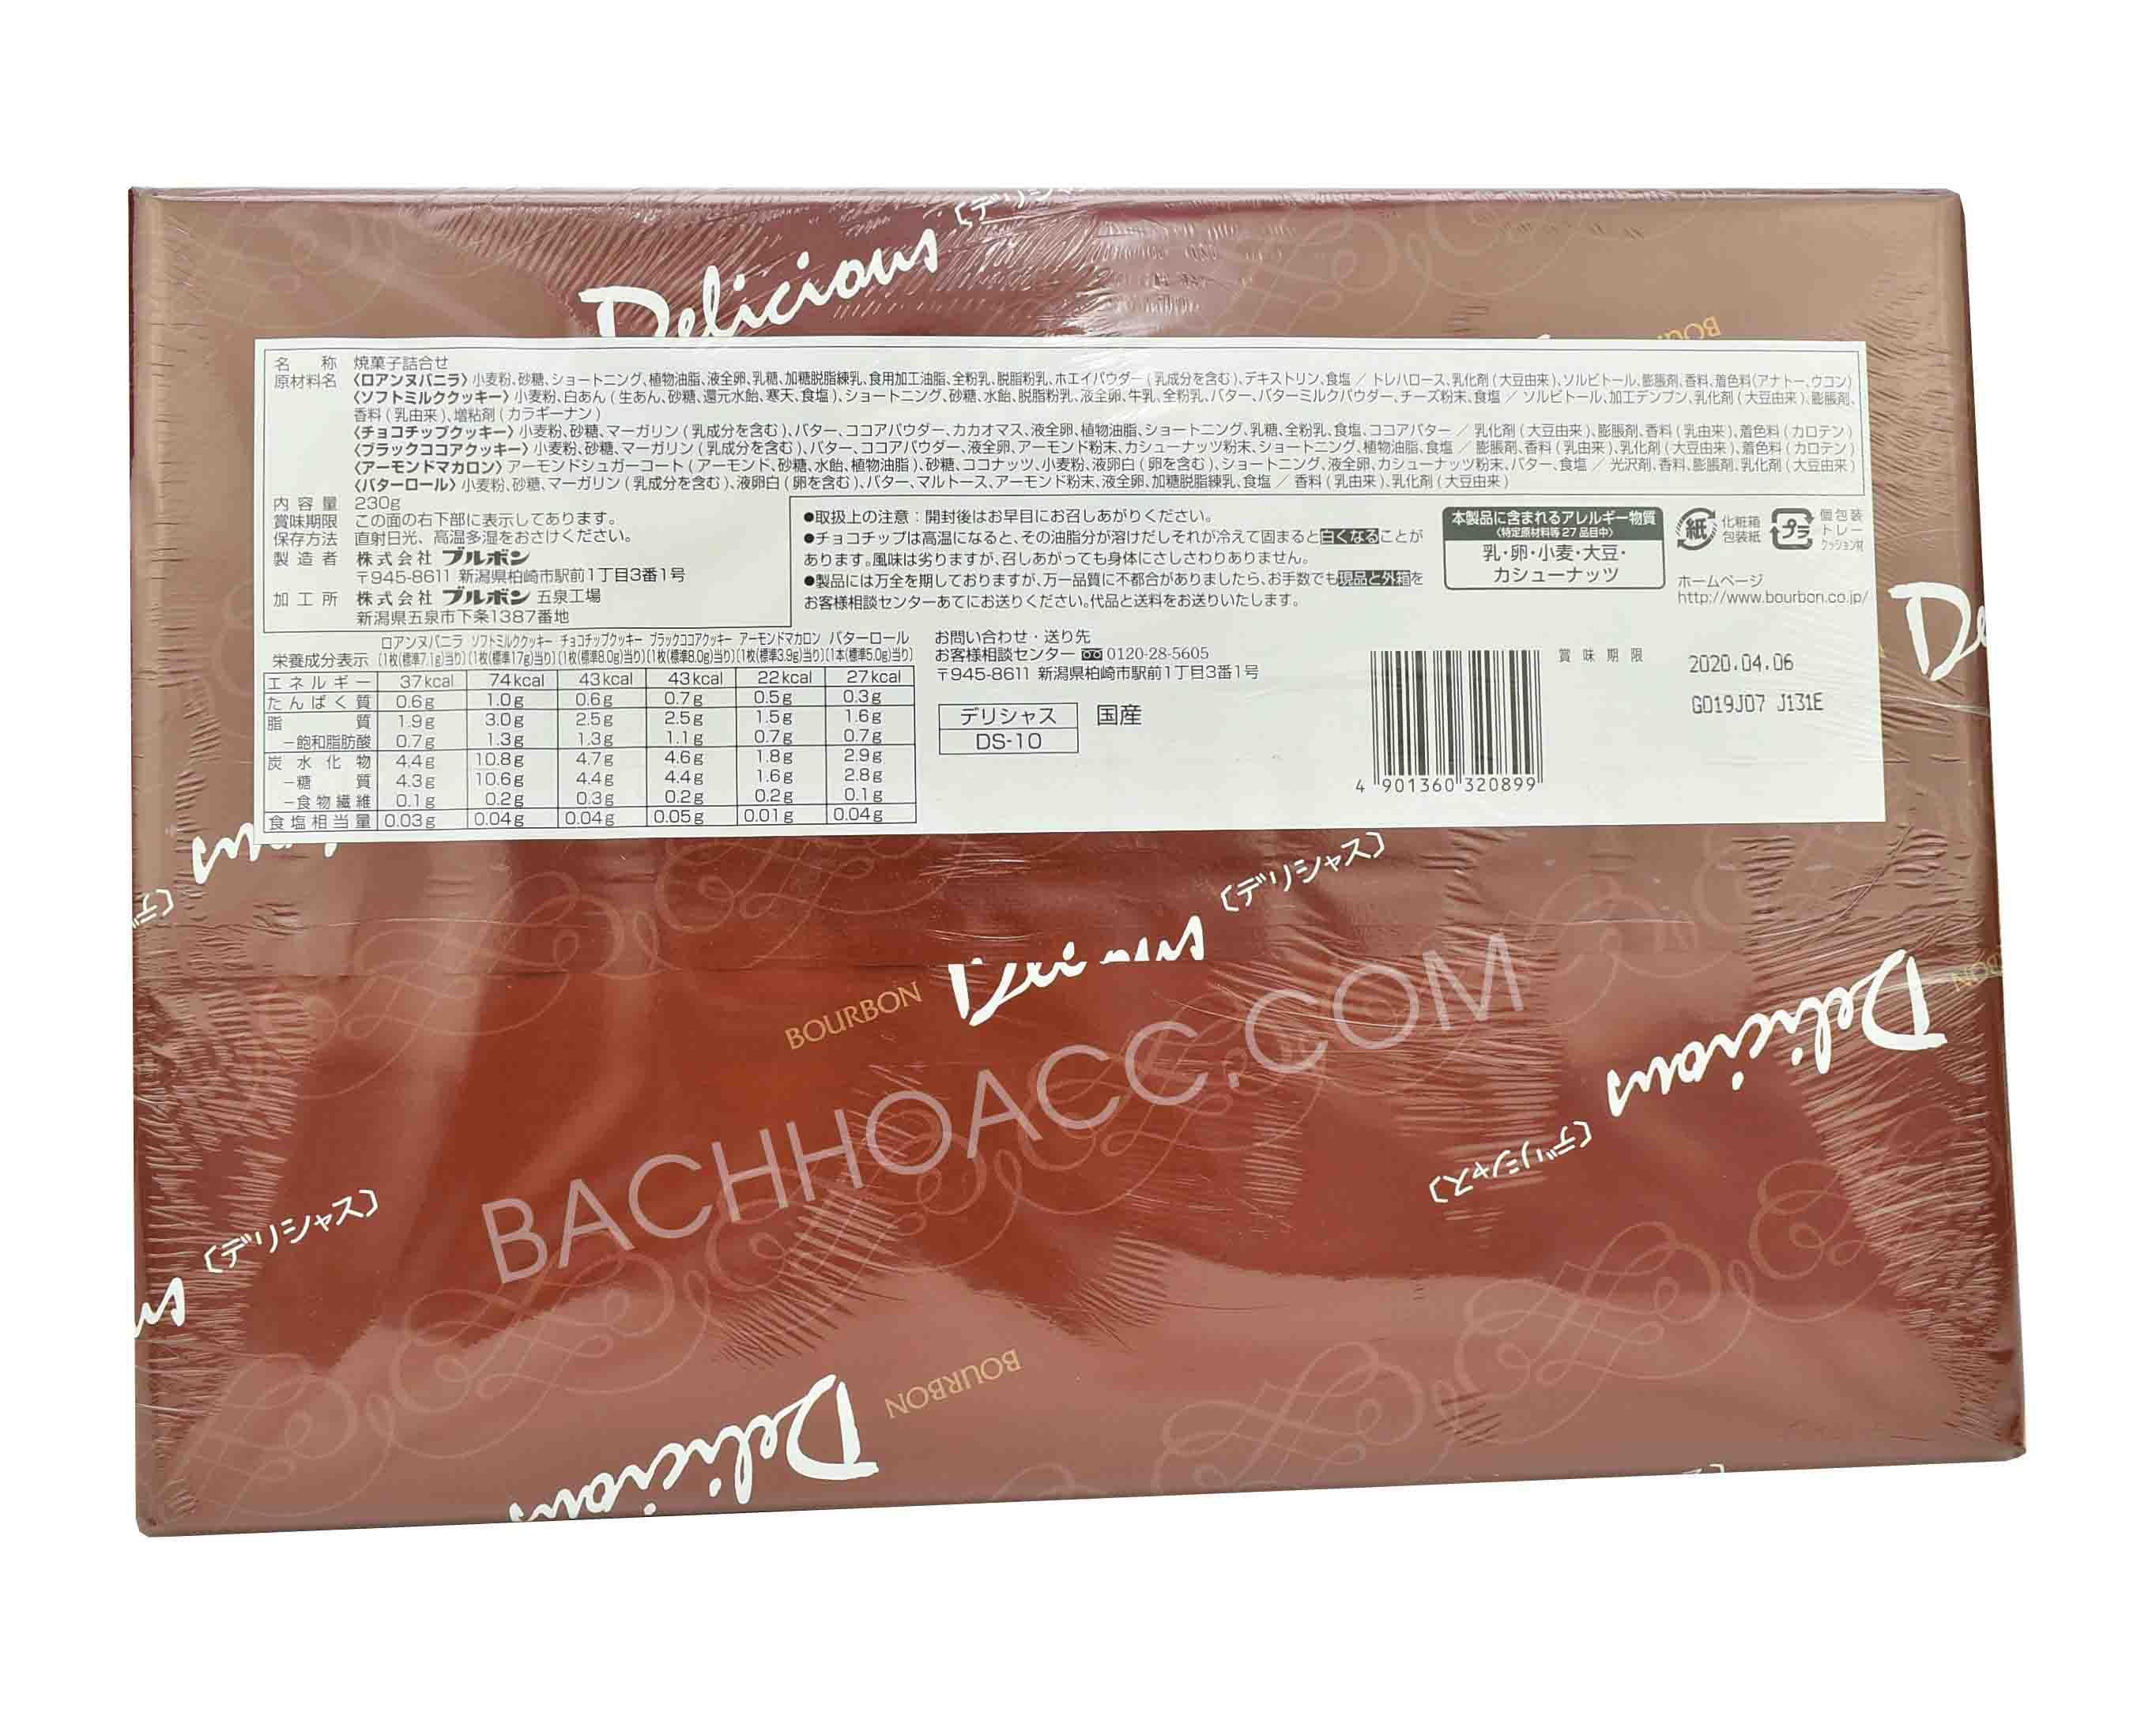 Delicious
〔デリシャス〕
BOURBON
名　称　焼菓子詰合せ
原材料名　〈ロアンヌバニラ〉小麦粉、砂糖、ショートニング、植物油脂、液全卵、乳糖、加糖脱脂練乳、食用加工油脂、全粉乳、脱脂粉乳、ホエイパウダー(乳成分を含む)、デキストリン、食塩／トレハロース、乳化剤(大豆由来)、ソルビトール、膨脹剤、香料、着色料(アナトー、ウコン)
〈ソフトミルククッキー〉小麦粉、白あん(生あん、砂糖、還元水飴、寒天、食塩)、ショートニング、砂糖、水飴、脱脂粉乳、液全卵、牛乳、全粉乳、バター、バターミルクパウダー、チーズ粉末、食塩／ソルビトール、加工デンプン、乳化剤(大豆由来)、膨脹剤、
香料(乳由来)、増粘剤(カラギーナン)
〈チョコチップクッキー〉小麦粉、砂糖、マーガリン(乳成分を含む)、バター、ココアパウダー、カカオマス、液全卵、植物油脂、ショートニング、乳糖、全粉乳、食塩、ココアバター／乳化剤(大豆由来)、膨脹剤、香料(乳由来)、着色料(カロテン)
〈ブラックココアクッキー〉小麦粉、砂糖、マーガリン(乳成分を含む)、バター、ココアパウダー、液全卵、アーモンド粉末、カシューナッツ粉末、ショートニング、植物油脂、食塩／膨脹剤、香料(乳由来)、乳化剤(大豆由来)、着色料(カロテン)
〈アーモンドマカロン〉アーモンドシュガーコート(アーモンド、砂糖、水飴、植物油脂)、砂糖、ココナッツ、小麦粉、液卵白(卵を含む)、ショートニング、液全卵、カシューナッツ粉末、バター、食塩／光沢剤、香料、膨脹剤、乳化剤(大豆由来)
〈バターロール〉小麦粉、砂糖、マーガリン(乳成分を含む)、液卵白(卵を含む)、バター、マルトース、アーモンド粉末、液全卵、加糖脱脂練乳、食塩／香料(乳由来)、乳化剤(大豆由来)
内容量　230g
賞味期限　この面の右下部に表示してあります。
保存方法　直射日光、高温多湿をおさけください。
製造者　株式会社 ブルボン
〒945-8611 新潟県柏崎市駅前1丁目3番1号
加工所　株式会社 ブルボン 五泉工場
新潟県五泉市下条1387番地
●取扱上の注意：開封後はお早目にお召しあがりください。
●チョコチップは高温になると、その油脂分が溶けだしそれが冷えて固まると白くなることが
あります。風味は劣りますが、召しあがっても身体にさしさわりありません。
●製品には万全を期しておりますが、万一品質に不都合がありましたら、お手数でも現品と外箱を
お客様相談センターあてにお送りください。代品と送料をお送りいたします。
本製品に含まれるアレルギー物質
〈特定原材料等27品目中〉
乳・卵・小麦・大豆・
カシューナッツ
紙　化粧箱
包装紙
プラ　個包装
トレー
クッション材
ホームページ
http://www.bourbon.co.jp/
ロアンヌバニラ　ソフトミルククッキー　チョコチップクッキー　ブラックココアクッキー　アーモンドマカロン　バターロール
栄養成分表示　(1枚(標準7.1g)当り)　(1枚(標準17g)当り)　(1枚(標準8.0g)当り)　(1枚(標準8.0g)当り)　(1枚(標準3.9g)当り)　(1本(標準5.0g)当り)
エネルギー　37kcal　74kcal　43kcal　43kcal　22kcal　27kcal
たんぱく質　0.6g　1.0g　0.6g　0.7g　0.5g　0.3g
脂質　1.9g　3.0g　2.5g　2.5g　1.5g　1.6g
−飽和脂肪酸　0.7g　1.3g　1.3g　1.1g　0.7g　0.7g
炭水化物　4.4g　10.8g　4.7g　4.6g　1.8g　2.9g
−糖質　4.3g　10.6g　4.4g　4.4g　1.6g　2.8g
−食物繊維　0.1g　0.2g　0.3g　0.2g　0.2g　0.1g
食塩相当量　0.03g　0.04g　0.04g　0.05g　0.01g　0.04g
お問い合わせ・送り先
お客様相談センター 0120-28-5605
〒945-8611 新潟県柏崎市駅前1丁目3番1号
デリシャス
DS-10
国産
4 901360 320899
賞味期限
2020.04.06
G019J07 J131E
〔デリシャス〕
BOURBON
Delicious
BACHHOACC.COM
〔デリシャス〕
〔デリシャス〕
BOURBON
Delicious